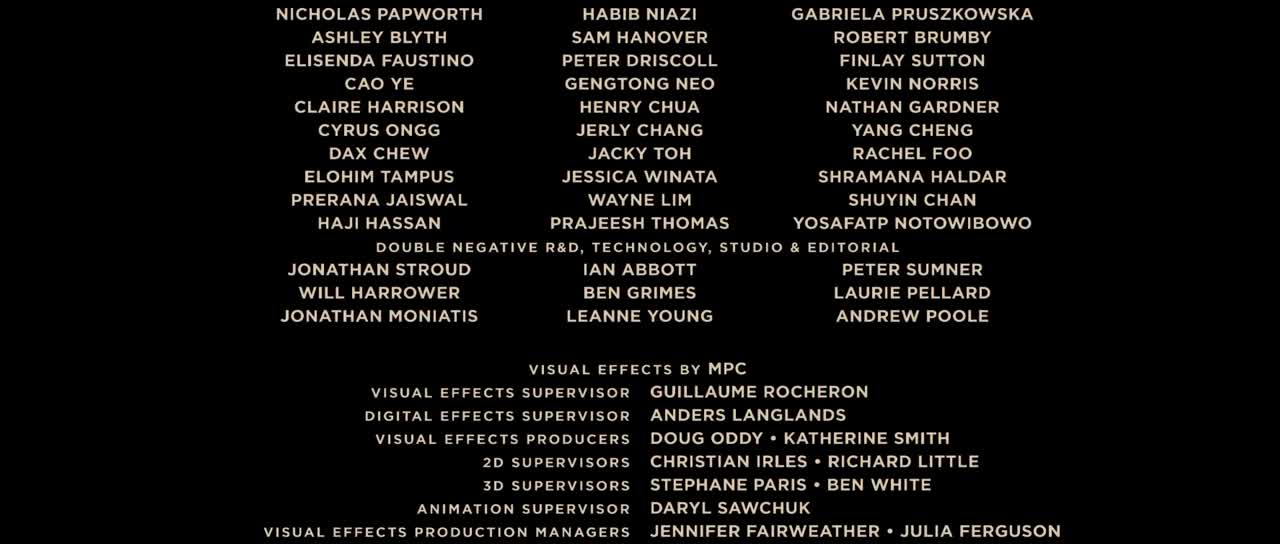 NICHOLAS PAPWORTH HABIB NIAZI GABRIELA PRUSZKOWSKA
ASHLEY BLYTH SAM HANOVER ROBERT BRUMBY
ELISENDA FAUSTINO PETER DRISCOLL FINLAY SUTTON
CAO YE GENGTONG NEO KEVIN NORRIS
CLAIRE HARRISON HENRY CHUA NATHAN GARDNER
CYRUS ONGG JERLY CHANG YANG CHENG
DAX CHEW JACKY TOH RACHEL FOO
ELOHIM TAMPUS JESSICA WINATA SHRAMANA HALDAR
PRERANA JAISWAL WAYNE LIM SHUYIN CHAN
HAJI HASSAN PRAJEESH THOMAS YOSAFATP NOTOWIBOWO
DOUBLE NEGATIVE R&D, TECHNOLOGY, STUDIO & EDITORIAL
JONATHAN STROUD IAN ABBOTT PETER SUMNER
WILL HARROWER BEN GRIMES LAURIE PELLARD
JONATHAN MONIATIS LEANNE YOUNG ANDREW POOLE
VISUAL EFFECTS BY MPC
VISUAL EFFECTS SUPERVISOR GUILLAUME ROCHERON
DIGITAL EFFECTS SUPERVISOR ANDERS LANGLANDS
VISUAL EFFECTS PRODUCERS DOUG ODDY • KATHERINE SMITH
2D SUPERVISORS CHRISTIAN IRLES • RICHARD LITTLE
3D SUPERVISORS STEPHANE PARIS • BEN WHITE
ANIMATION SUPERVISOR DARYL SAWCHUK
VISUAL EFFECTS PRODUCTION MANAGERS JENNIFER FAIRWEATHER • JULIA FERGUSON